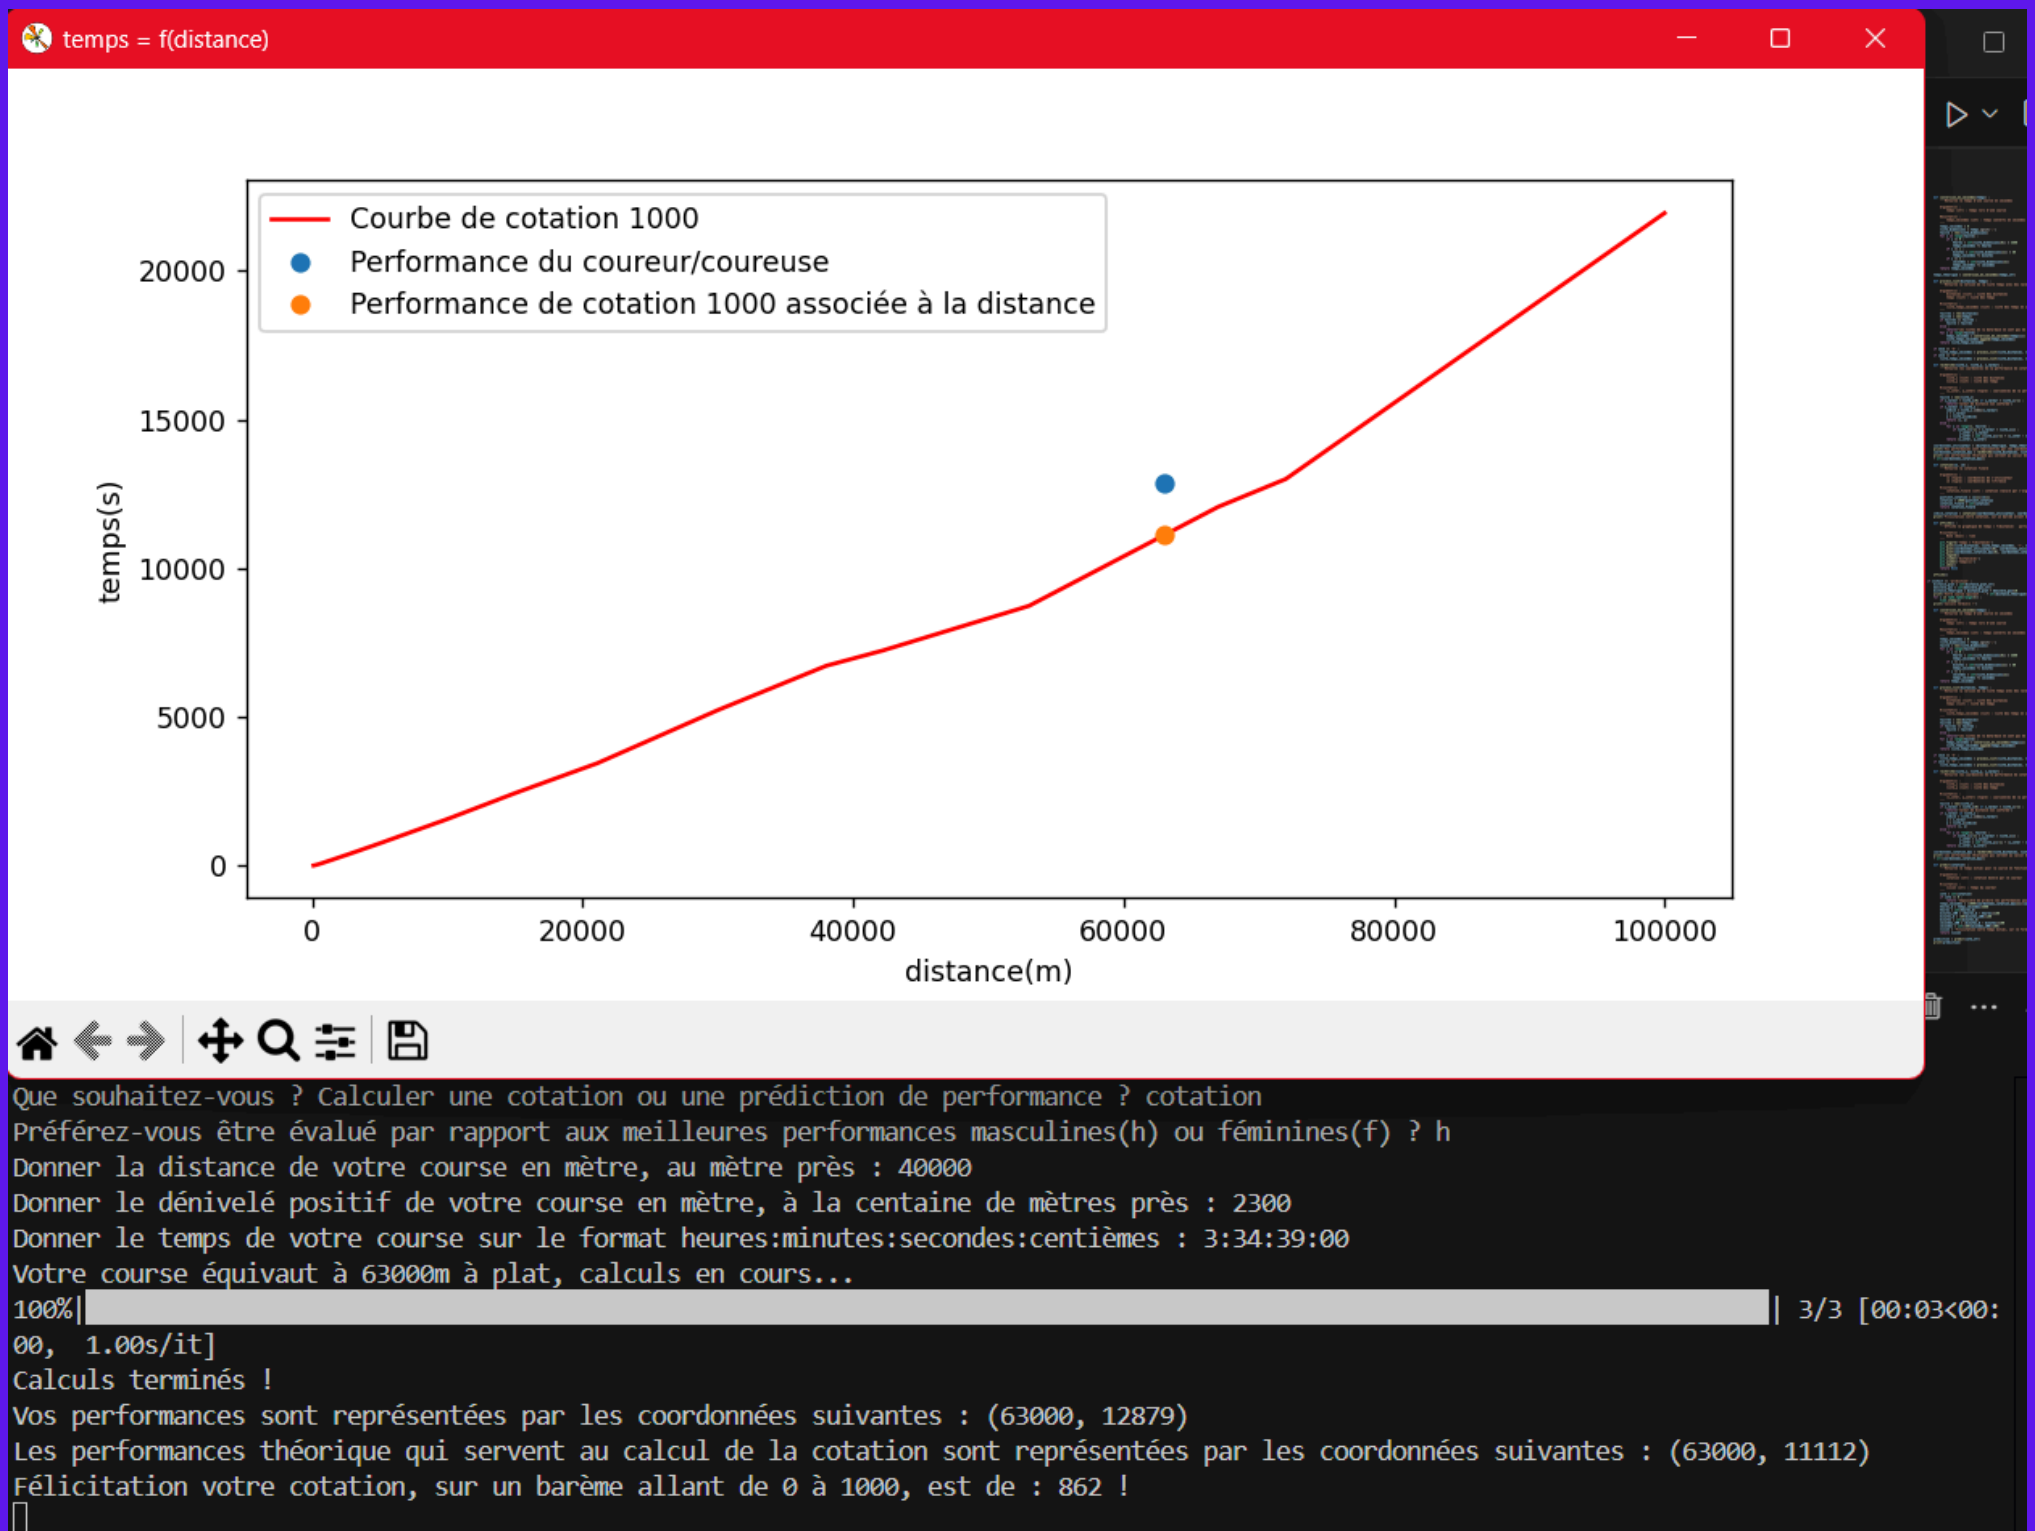 temps = f(distance)
Courbe de cotation 1000
Performance du coureur/coureuse
Performance de cotation 1000 associée à la distance
20000
15000
10000
5000
0
temps(s)
0
20000
40000
60000
80000
100000
distance(m)
Que souhaitez-vous ? Calculer une cotation ou une prédiction de performance ? cotation
Préférez-vous être évalué par rapport aux meilleures performances masculines(h) ou féminines(f) ? h
Donner la distance de votre course en mètre, au mètre près : 40000
Donner le dénivelé positif de votre course en mètre, à la centaine de mètres près : 2300
Donner le temps de votre course sur le format heures:minutes:secondes:centièmes : 3:34:39:00
Votre course équivaut à 63000m à plat, calculs en cours...
100%| | 3/3 [00:03<00:
00,  1.00s/it]
Calculs terminés !
Vos performances sont représentées par les coordonnées suivantes : (63000, 12879)
Les performances théorique qui servent au calcul de la cotation sont représentées par les coordonnées suivantes : (63000, 11112)
Félicitation votre cotation, sur un barème allant de 0 à 1000, est de : 862 !